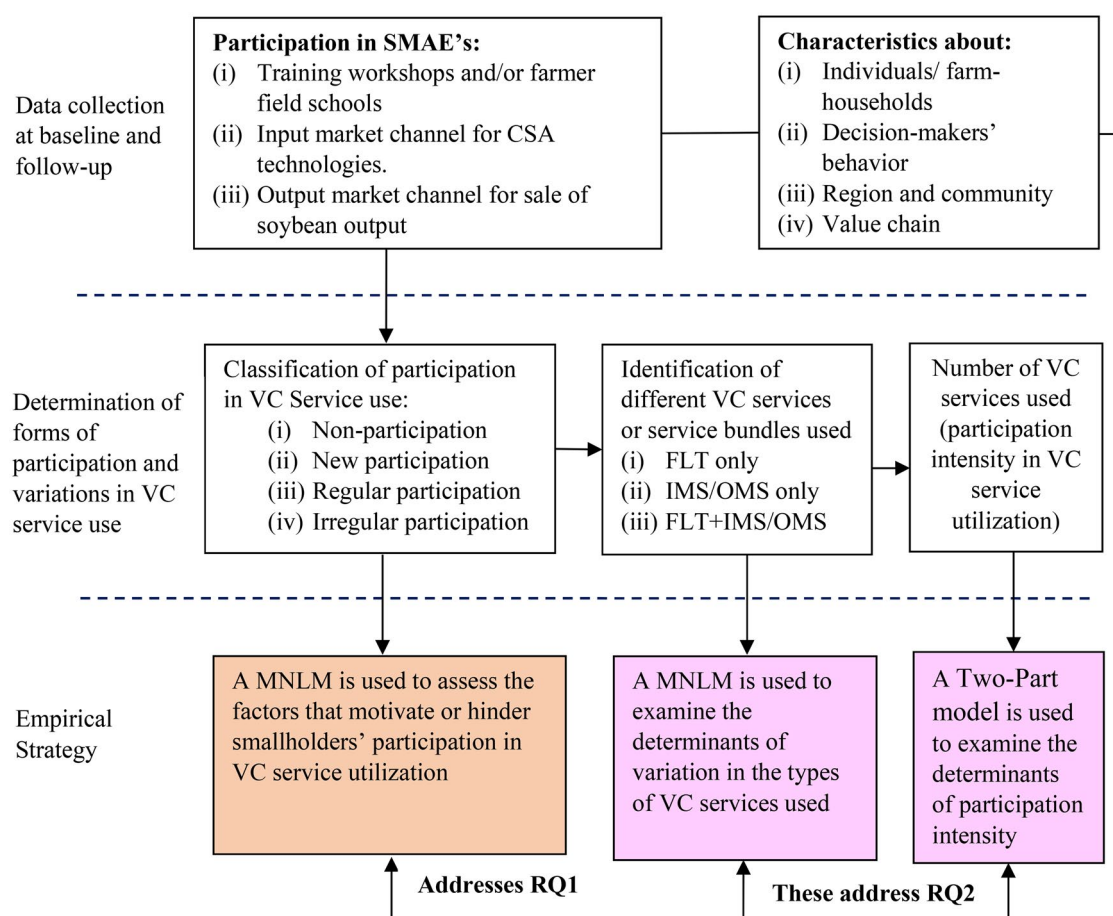 Data collection
at baseline and
follow-up
Participation in SMAE's:
(i) Training workshops and/or farmer
field schools
(ii) Input market channel for CSA
technologies.
(iii) Output market channel for sale of
soybean output
Characteristics about:
(i) Individuals/ farm-
households
(ii) Decision-makers'
behavior
(iii) Region and community
(iv) Value chain
Determination of
forms of
participation and
variations in VC
service use
Classification of participation
in VC Service use:
(i) Non-participation
(ii) New participation
(iii) Regular participation
(iv) Irregular participation
Identification of
different VC services
or service bundles used
(i) FLT only
(ii) IMS/OMS only
(iii) FLT+IMS/OMS
Number of VC
services used
(participation
intensity in VC
service
utilization)
Empirical
Strategy
A MNLM is used to assess the
factors that motivate or hinder
smallholders' participation in
VC service utilization
A MNLM is used to
examine the
determinants of
variation in the types
of VC services used
A Two-Part
model is used
to examine the
determinants
of participation
intensity
Addresses RQ1
These address RQ2